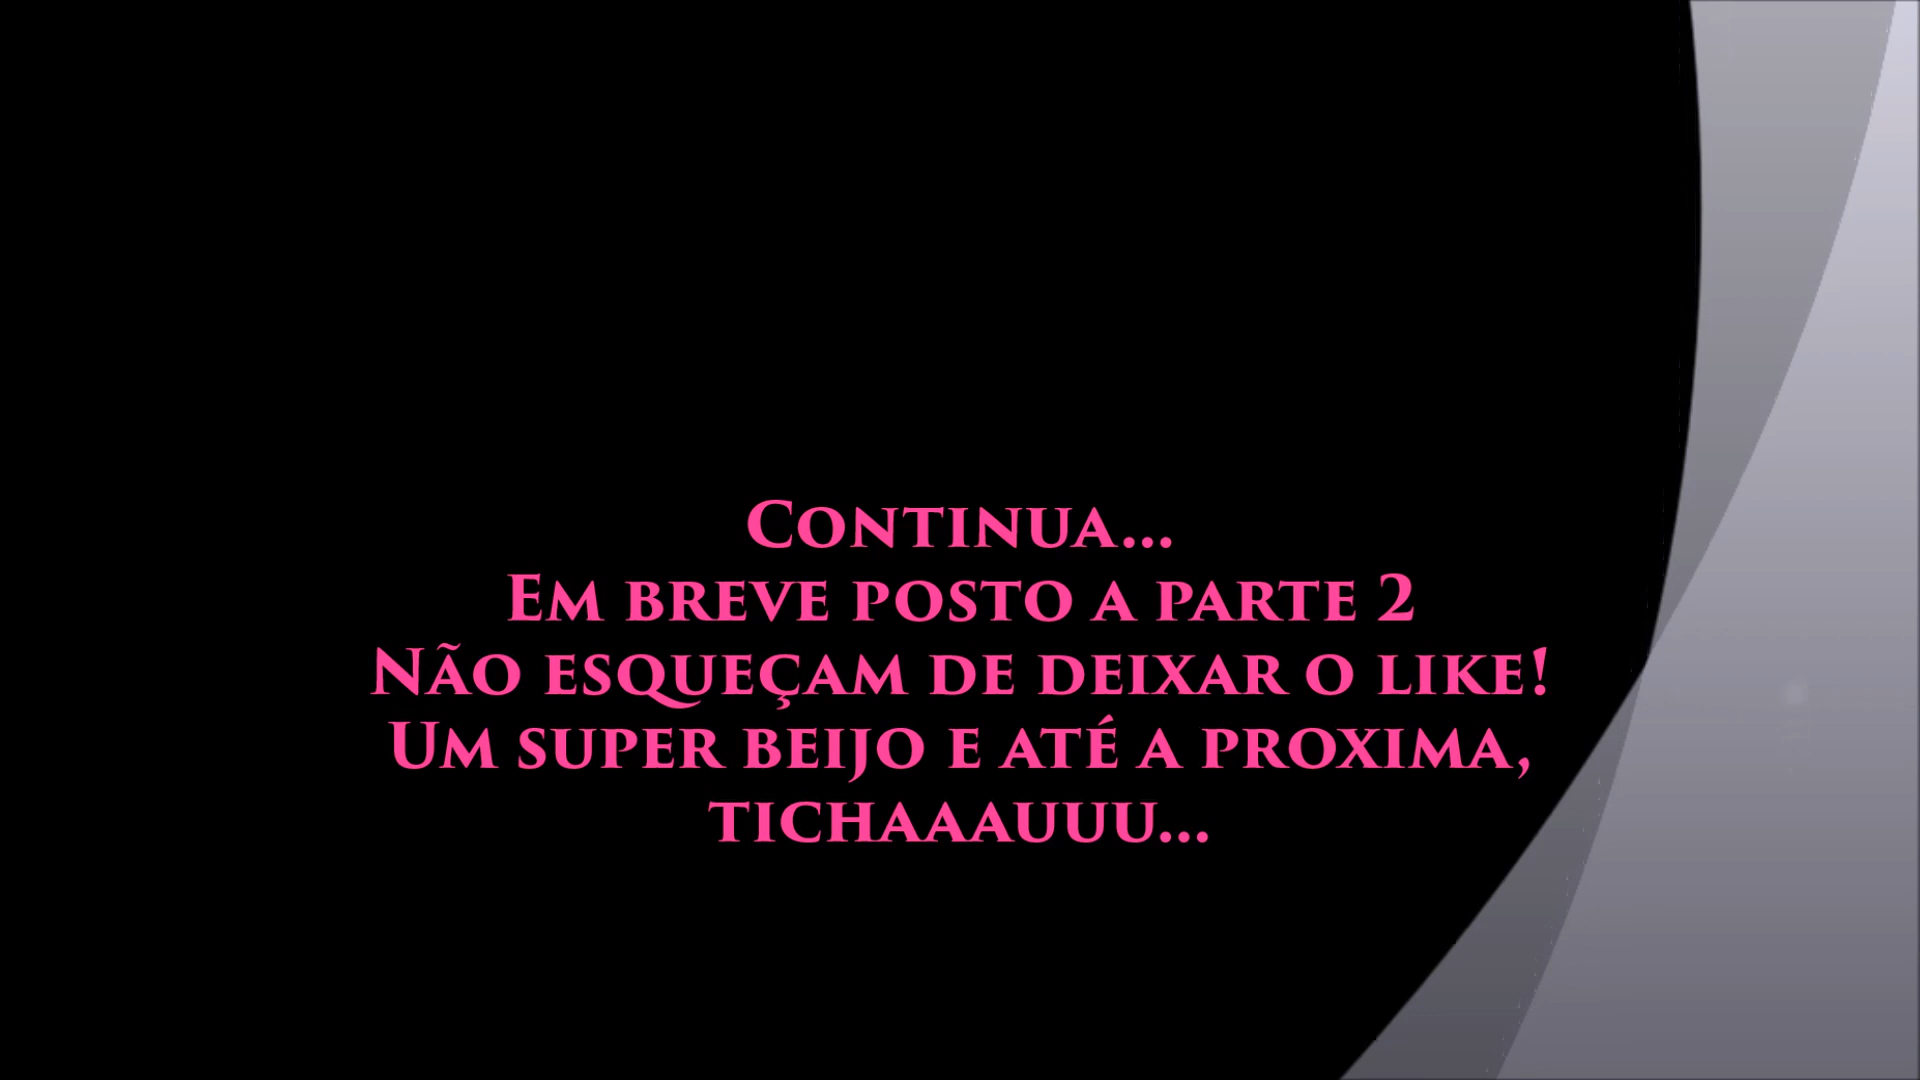 Continua...
Em breve posto a parte 2
Não esqueçam de deixar o like!
Um super beijo e até a proxima,
tichaaauuu...